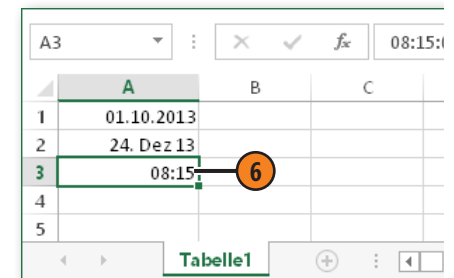 A3 fx 08:15:
A B C
1 01.10.2013
2 24. Dez 13
3 08:15 6
4
5
Tabelle1